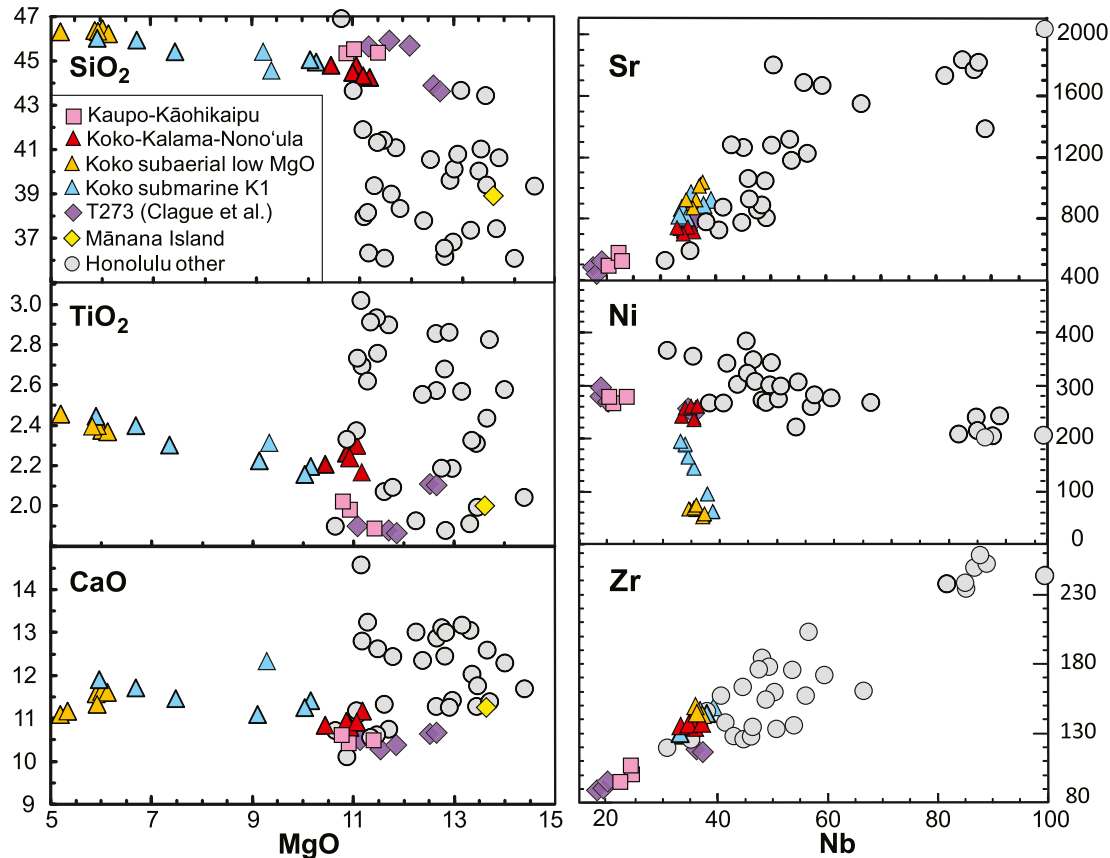 47
45
43
41
39
37
SiO2
Kaupo-Kāohikaipu
Koko-Kalama-Nonoʻula
Koko subaerial low MgO
Koko submarine K1
T273 (Clague et al.)
Mānana Island
Honolulu other
3.0
2.8
2.6
2.4
2.2
2.0
TiO2
14
13
12
11
10
9
CaO
5
7
9
11
13
15
MgO
Sr
2000
1600
1200
800
400
Ni
400
300
200
100
0
Zr
230
180
130
80
20
40
60
80
100
Nb